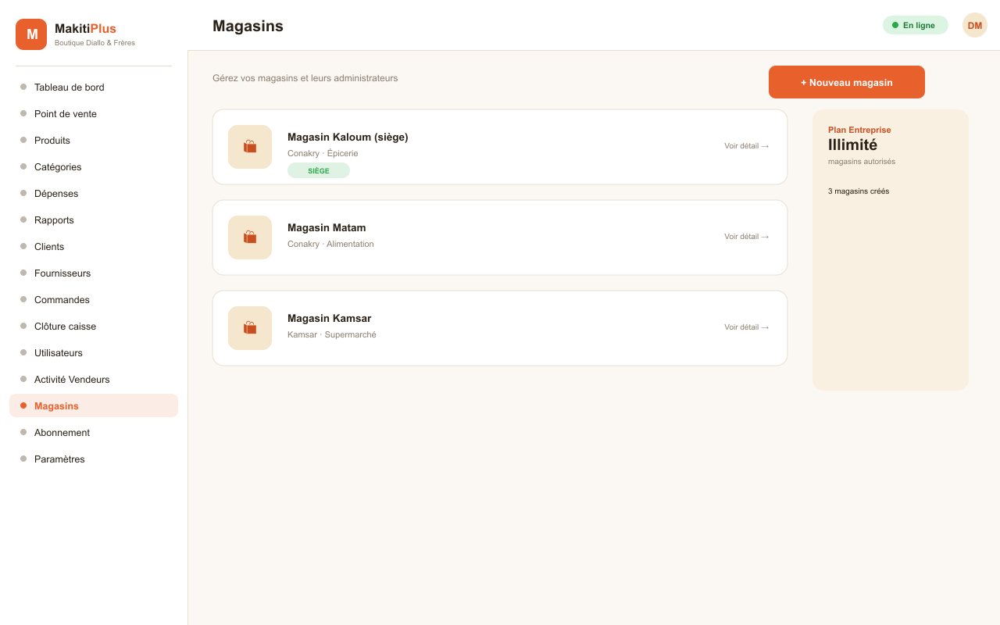 M
MakitiPlus
Boutique Diallo & Frères
Tableau de bord
Point de vente
Produits
Catégories
Dépenses
Rapports
Clients
Fournisseurs
Commandes
Clôture caisse
Utilisateurs
Activité Vendeurs
Magasins
Abonnement
Paramètres
Magasins
En ligne
DM
Gérez vos magasins et leurs administrateurs
+ Nouveau magasin
Magasin Kaloum (siège)
Conakry · Épicerie
SIÈGE
Voir détail →
Magasin Matam
Conakry · Alimentation
Voir détail →
Magasin Kamsar
Kamsar · Supermarché
Voir détail →
Plan Entreprise
Illimité
magasins autorisés
3 magasins créés